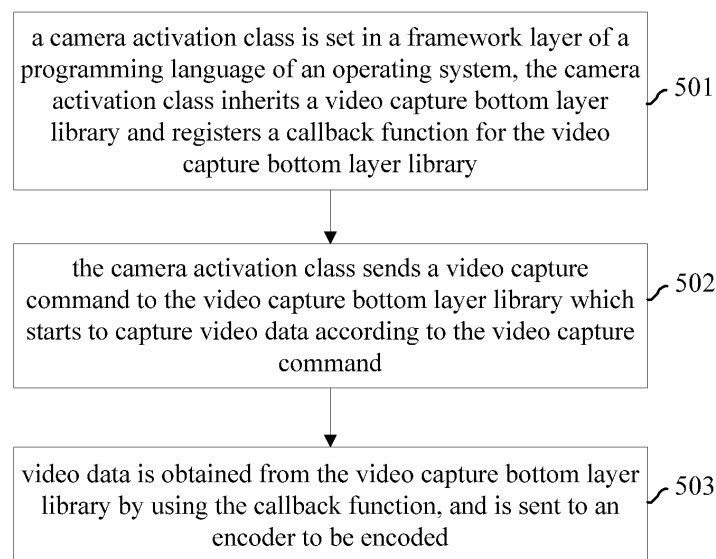 a camera activation class is set in a framework layer of a
programming language of an operating system, the camera
activation class inherits a video capture bottom layer
library and registers a callback function for the video
capture bottom layer library
501
the camera activation class sends a video capture
command to the video capture bottom layer library which
starts to capture video data according to the video capture
command
502
video data is obtained from the video capture bottom layer
library by using the callback function, and is sent to an
encoder to be encoded
503